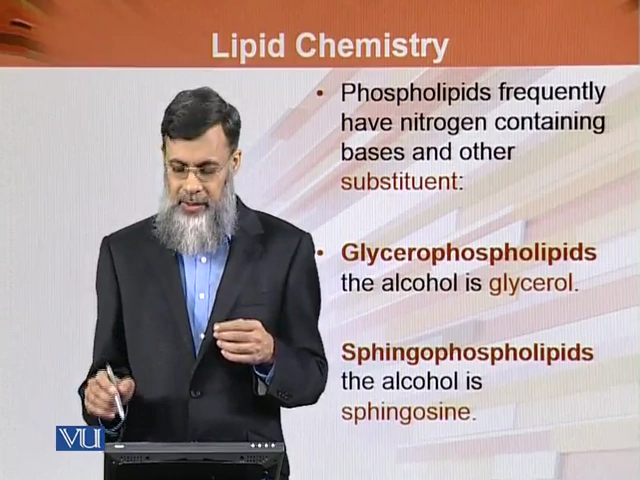 Lipid Chemistry
• Phospholipids frequently
have nitrogen containing
bases and other
substituent:
• Glycerophospholipids
the alcohol is glycerol.
Sphingophospholipids
the alcohol is
sphingosine.
VU